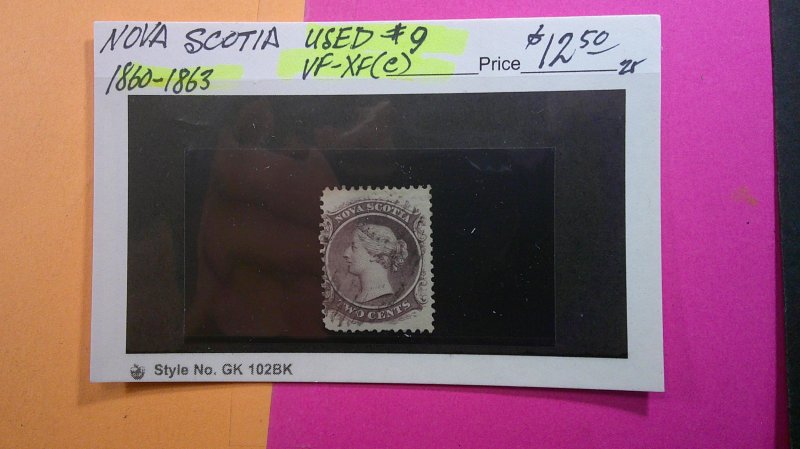 NOVA SCOTIA USED #9
1860-1863 VF-XF(C) Price $12.50
25
NOVA SCOTIA
TWO CENTS
Style No. GK 102BK